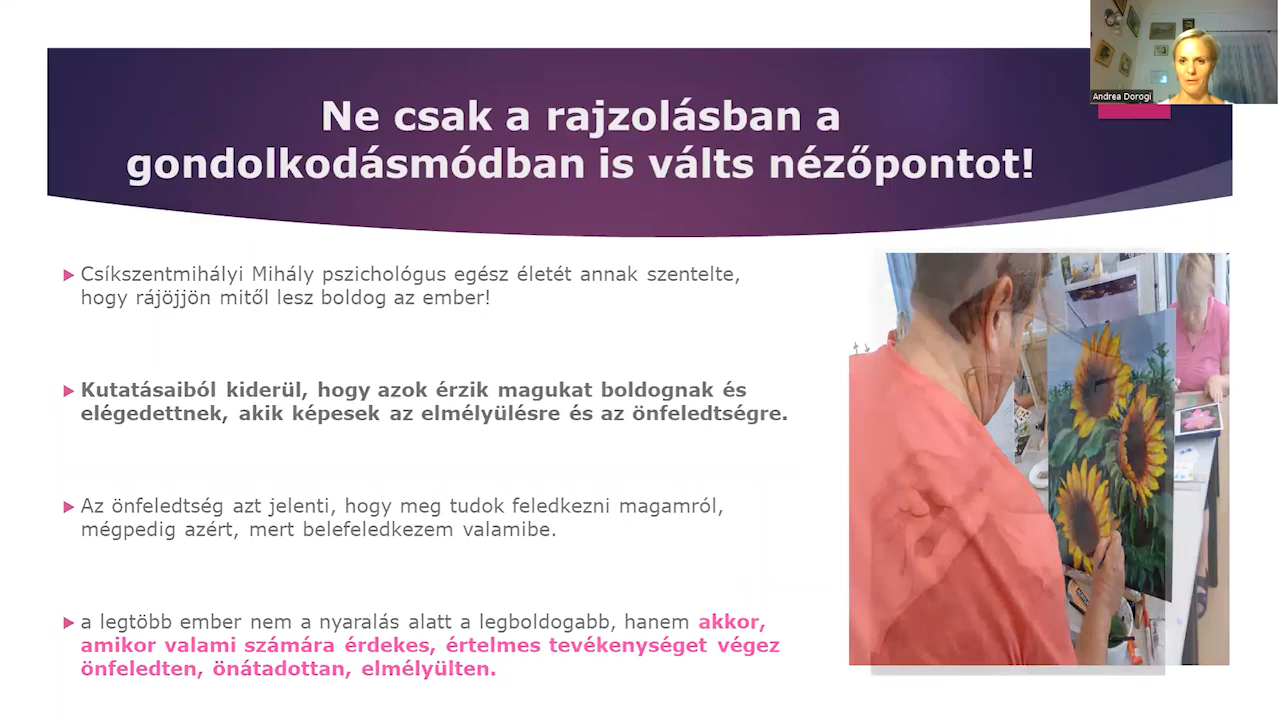 Andrea Dorogi
Ne csak a rajzolásban a
gondolkodásmódban is válts nézőpontot!
Csíkszentmihályi Mihály pszichológus egész életét annak szentelte,
hogy rájöjjön mitől lesz boldog az ember!
Kutatásaiból kiderül, hogy azok érzik magukat boldognak és
elégedettnek, akik képesek az elmélyülésre és az önfeledtségre.
Az önfeledtség azt jelenti, hogy meg tudok feledkezni magamról,
mégpedig azért, mert belefeledkezem valamibe.
a legtöbb ember nem a nyaralás alatt a legboldogabb, hanem akkor,
amikor valami számára érdekes, értelmes tevékenységet végez
önfeledten, önátadottan, elmélyülten.